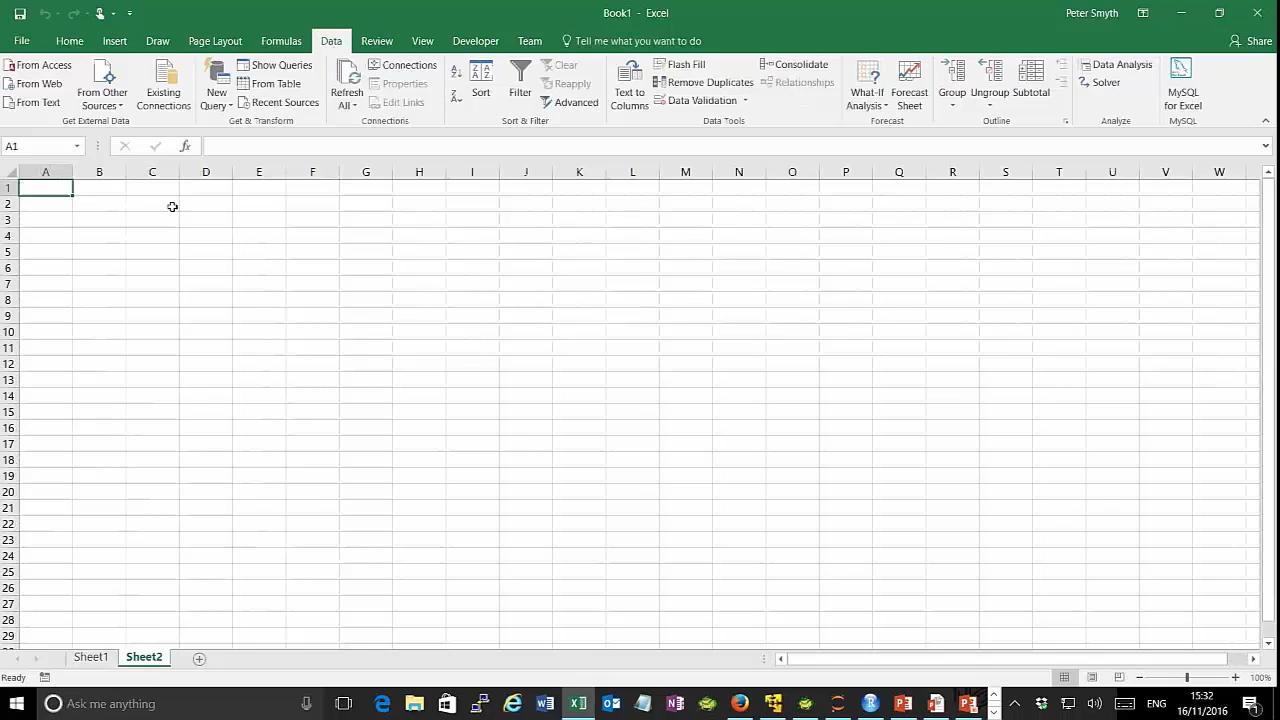 Book1 - Excel
Peter Smyth
File Home Insert Draw Page Layout Formulas Data Review View Developer Team Tell me what you want to do Share
From Access
From Web
From Text
From Other Sources
Existing Connections
Get External Data
New Query
Show Queries
From Table
Recent Sources
Get & Transform
Refresh All
Connections
Properties
Edit Links
Connections
Sort
Filter
Clear
Reapply
Advanced
Sort & Filter
Text to Columns
Flash Fill
Remove Duplicates
Data Validation
Consolidate
Relationships
Data Tools
What-If Analysis
Forecast Sheet
Forecast
Group
Ungroup
Subtotal
Outline
Data Analysis
Solver
Analyze
MySQL for Excel
MySQL
A1
fx
A B C D E F G H I J K L M N O P Q R S T U V W
1
2
3
4
5
6
7
8
9
10
11
12
13
14
15
16
17
18
19
20
21
22
23
24
25
26
27
28
29
Sheet1 Sheet2
Ready
100%
Ask me anything
ENG
15:32
16/11/2016